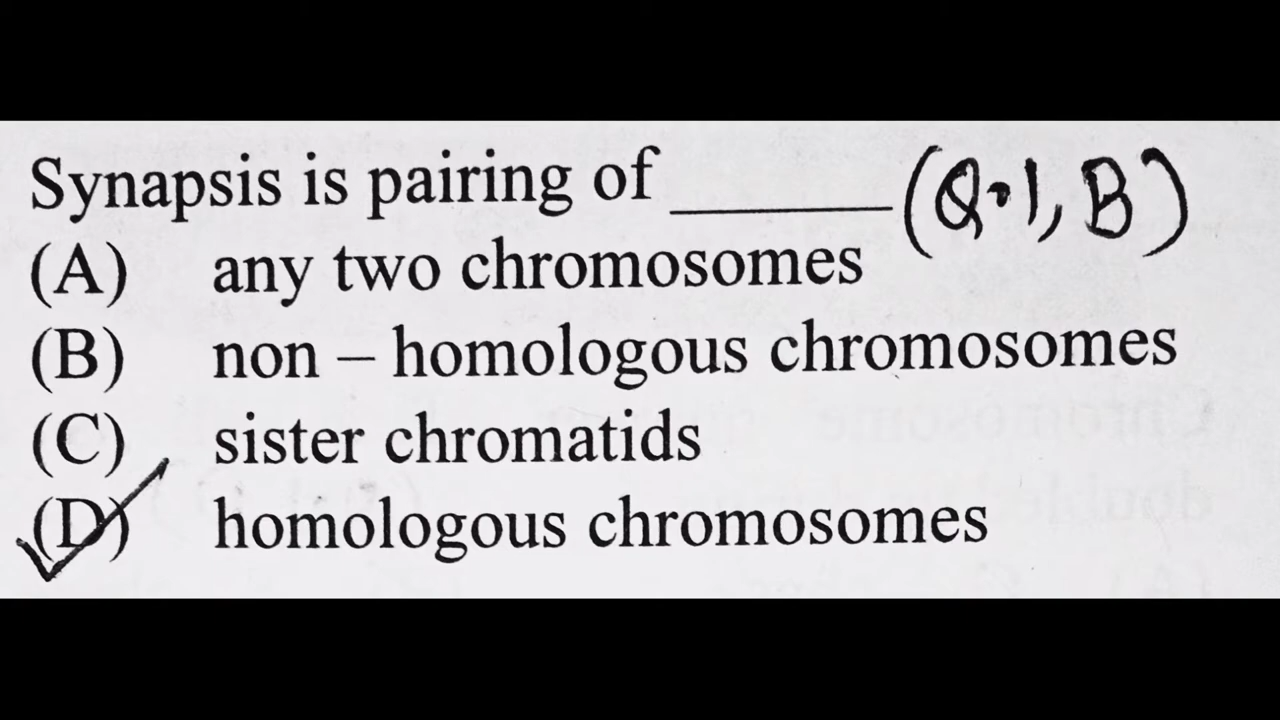 Synapsis is pairing of ______ (Q.1, B)
(A) any two chromosomes
(B) non – homologous chromosomes
(C) sister chromatids
(D) homologous chromosomes